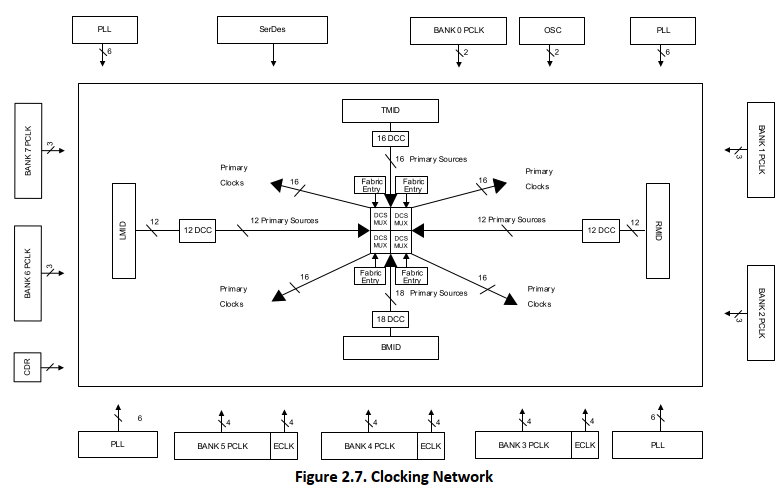 PLL
SerDes
BANK 0 PCLK
OSC
PLL
6
2
2
6
TMID
16 DCC
16 Primary Sources
BANK 7 PCLK
3
BANK 1 PCLK
3
Primary
Clocks
16
Fabric
Entry
Fabric
Entry
16
Primary
Clocks
LMID
12
12 DCC
12 Primary Sources
DCS
MUX
DCS
MUX
DCS
MUX
DCS
MUX
12 Primary Sources
12 DCC
12
RMID
BANK 6 PCLK
3
BANK 2 PCLK
3
Primary
Clocks
16
Fabric
Entry
Fabric
Entry
16
Primary
Clocks
18 Primary Sources
18 DCC
BMID
CDR
6
4
4
4
4
4
4
6
PLL
BANK 5 PCLK
ECLK
BANK 4 PCLK
ECLK
BANK 3 PCLK
ECLK
PLL
Figure 2.7. Clocking Network